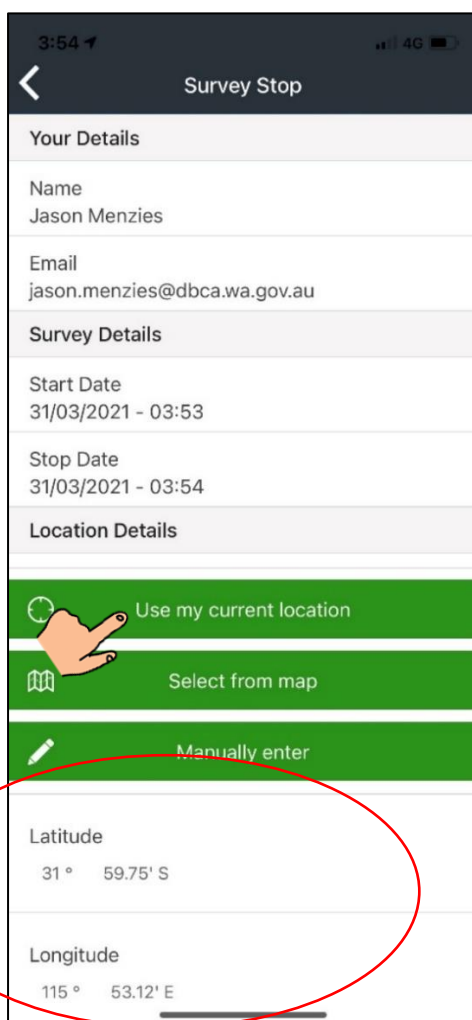 3:54 4G
Survey Stop
Your Details
Name
Jason Menzies
Email
jason.menzies@dbca.wa.gov.au
Survey Details
Start Date
31/03/2021 - 03:53
Stop Date
31/03/2021 - 03:54
Location Details
Use my current location
Select from map
Manually enter
Latitude
31 ° 59.75' S
Longitude
115 ° 53.12' E